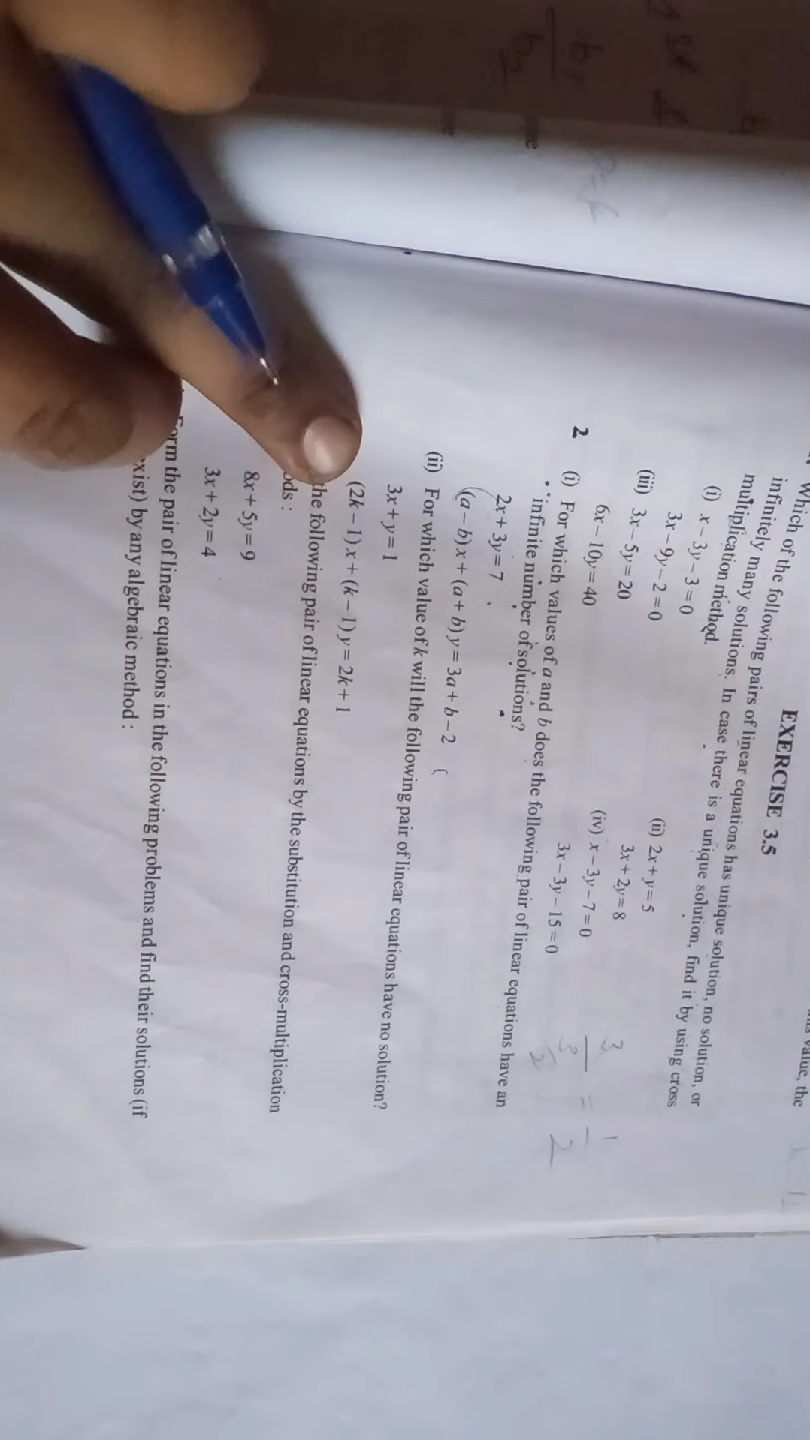 value, the
EXERCISE 3.5
Which of the following pairs of linear equations has unique solution, no solution, or
infinitely many solutions. In case there is a unique solution, find it by using cross
multiplication method.
(i) x – 3y – 3 = 0
3x – 9y – 2 = 0
(ii) 2x + y = 5
3x + 2y = 8
(iii) 3x – 5y = 20
6x – 10y = 40
(iv) x – 3y – 7 = 0
3x – 3y – 15 = 0
2 (i) For which values of a and b does the following pair of linear equations have an
infinite number of solutions?
2x + 3y = 7
(a – b) x + (a + b) y = 3a + b – 2
(ii) For which value of k will the following pair of linear equations have no solution?
3x + y = 1
(2k – 1) x + (k – 1) y = 2k + 1
the following pair of linear equations by the substitution and cross-multiplication
ods :
8x + 5y = 9
3x + 2y = 4
Form the pair of linear equations in the following problems and find their solutions (if
exist) by any algebraic method :